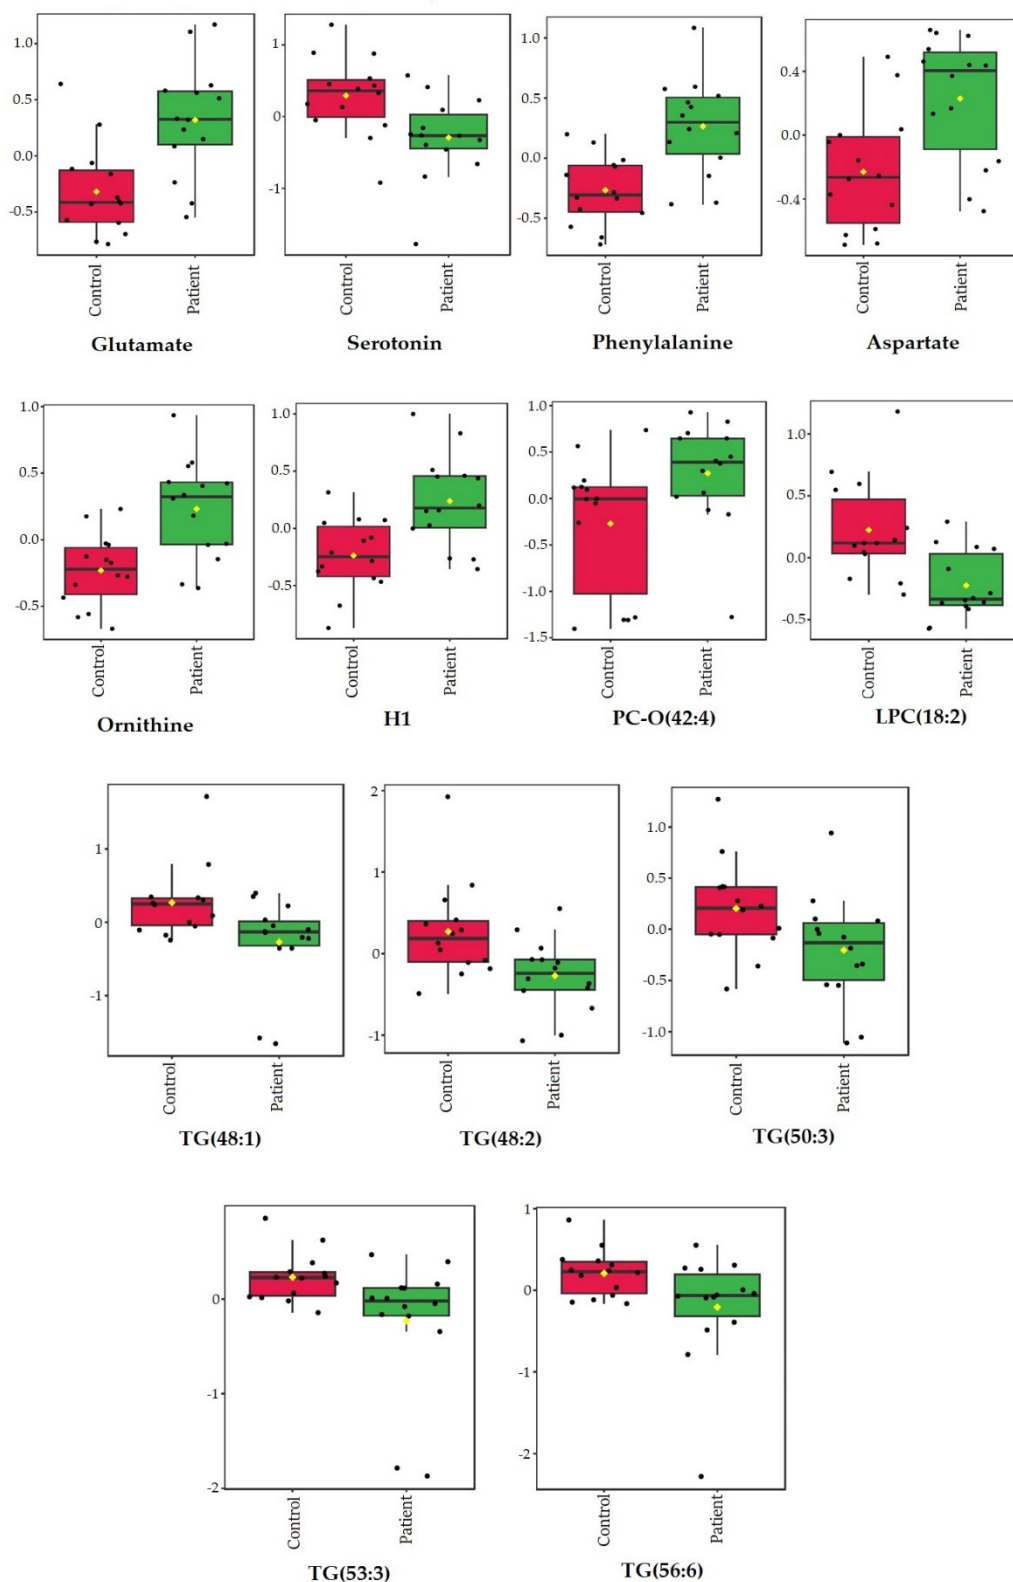 1.0
0.5
0.0
-0.5
Control
Patient
Glutamate
1
-1
Control
Patient
Serotonin
1.0
0.5
0.0
-0.5
Control
Patient
Phenylalanine
0.4
0.0
-0.4
Control
Patient
Aspartate
1.0
0.5
0.0
-0.5
Control
Patient
Ornithine
1.0
0.5
0.0
-0.5
Control
Patient
H1
1.0
0.5
-0.0
-0.5
-1.0
-1.5
Control
Patient
PC-O(42:4)
1.0
0.5
0.0
-0.5
Control
Patient
LPC(18:2)
1
0
-1
Control
Patient
TG(48:1)
2
1
0
-1
Control
Patient
TG(48:2)
1.0
0.5
0.0
-0.5
-1.0
Control
Patient
TG(50:3)
0
-1
-2
Control
Patient
TG(53:3)
1
0
-1
-2
Control
Patient
TG(56:6)